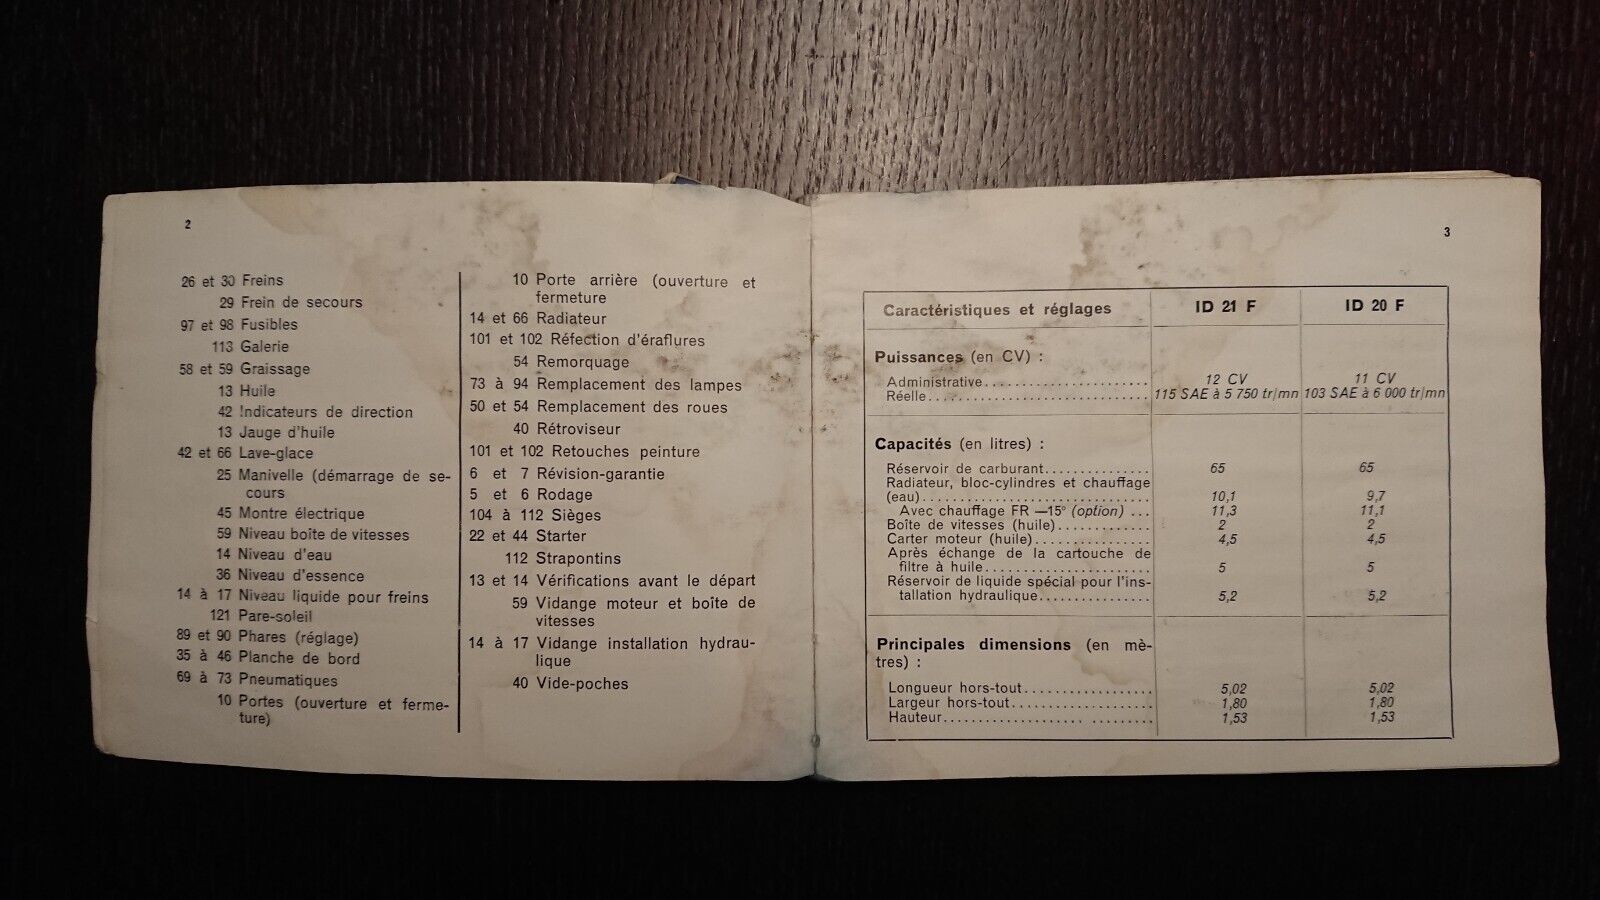 2
26 et 30 Freins
29 Frein de secours
97 et 98 Fusibles
113 Galerie
58 et 59 Graissage
13 Huile
42 Indicateurs de direction
13 Jauge d'huile
42 et 66 Lave-glace
25 Manivelle (démarrage de se-
cours
45 Montre électrique
59 Niveau boîte de vitesses
14 Niveau d'eau
36 Niveau d'essence
14 à 17 Niveau liquide pour freins
121 Pare-soleil
89 et 90 Phares (réglage)
35 à 46 Planche de bord
69 à 73 Pneumatiques
10 Portes (ouverture et ferme-
ture)
10 Porte arrière (ouverture et
fermeture
14 et 66 Radiateur
101 et 102 Réfection d'éraflures
54 Remorquage
73 à 94 Remplacement des lampes
50 et 54 Remplacement des roues
40 Rétroviseur
101 et 102 Retouches peinture
6 et 7 Révision-garantie
5 et 6 Rodage
104 à 112 Sièges
22 et 44 Starter
112 Strapontins
13 et 14 Vérifications avant le départ
59 Vidange moteur et boîte de
vitesses
14 à 17 Vidange installation hydrau-
lique
40 Vide-poches
3
Caractéristiques et réglages ID 21 F ID 20 F
Puissances (en CV) :
Administrative...................... 12 CV 11 CV
Réelle.............................. 115 SAE à 5 750 tr/mn 103 SAE à 6 000 tr/mn
Capacités (en litres) :
Réservoir de carburant.............. 65 65
Radiateur, bloc-cylindres et chauffage
(eau)............................... 10,1 9,7
Avec chauffage FR —15° (option) ... 11,3 11,1
Boîte de vitesses (huile)............ 2 2
Carter moteur (huile)............... 4,5 4,5
Après échange de la cartouche de
filtre à huile...................... 5 5
Réservoir de liquide spécial pour l'ins-
tallation hydraulique............... 5,2 5,2
Principales dimensions (en mè-
tres) :
Longueur hors-tout................. 5,02 5,02
Largeur hors-tout................... 1,80 1,80
Hauteur.................. ......... 1,53 1,53